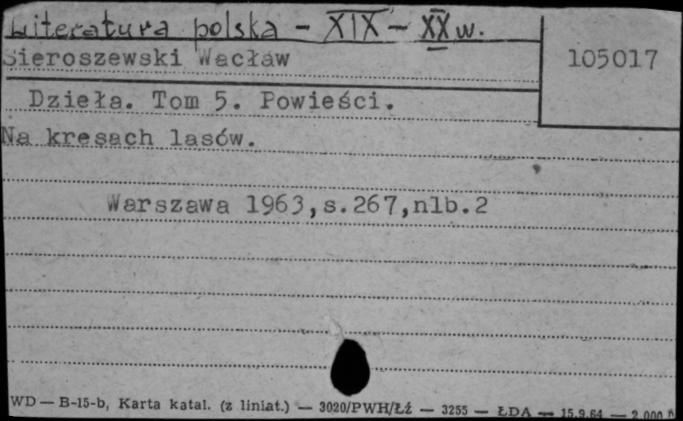 Literatura polska - XIX - XX w.
Sieroszewski Wacław
105017
Dzieła. Tom 5. Powieści.
Na kresach lasów.
Warszawa 1963,s.267,nlb.2
WD — B-15-b, Karta katal. (z liniat.) — 3020/PWH/Łź — 3255 — ŁDA — 15.9.64 — 2.000